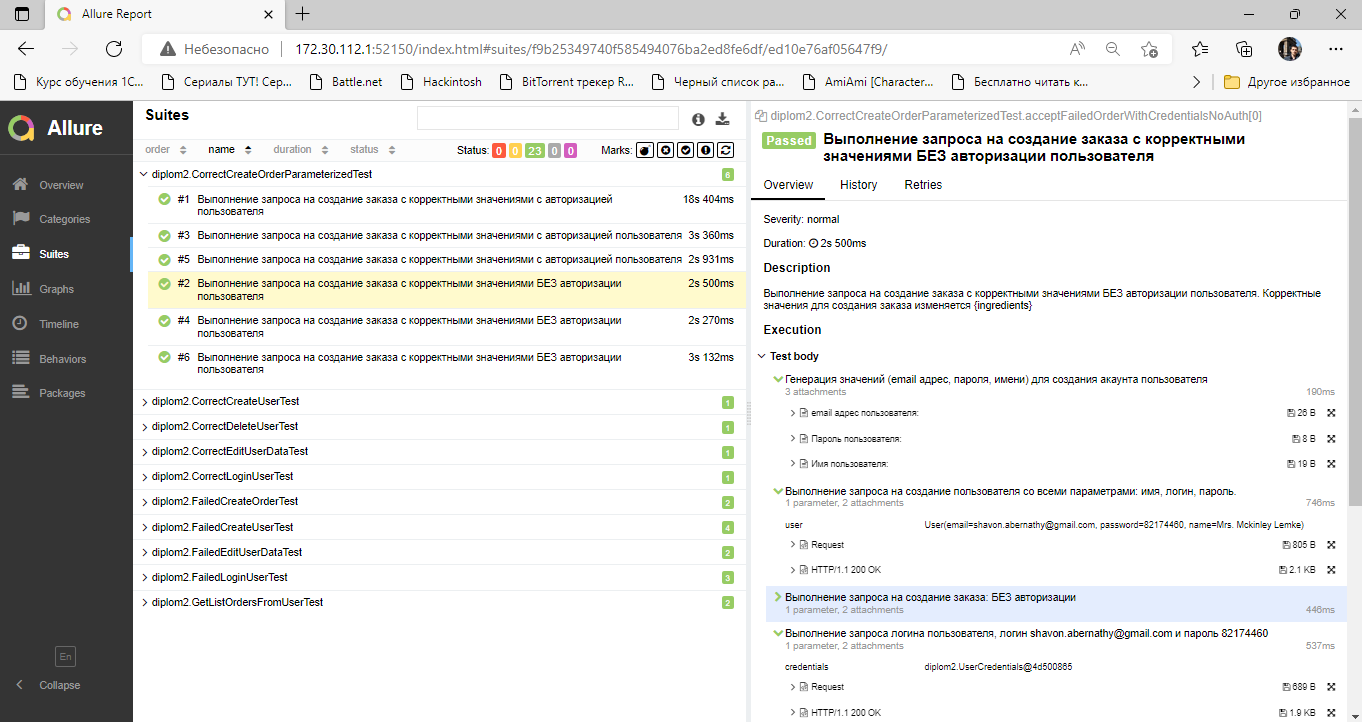 Allure Report
Небезопасно 172.30.112.1:52150/index.html#suites/f9b25349740f585494076ba2ed8fe6df/ed10e76af05647f9/
Курс обучения 1С... Сериалы ТУТ! Сер... Battle.net Hackintosh BitTorrent трекер R... Черный список ра... AmiAmi [Character... Бесплатно читать к... Другое избранное
Allure
Overview
Categories
Suites
Graphs
Timeline
Behaviors
Packages
En
Collapse
Suites
order name duration status Status: 0 0 23 0 0 Marks:
diplom2.CorrectCreateOrderParameterizedTest 6
#1 Выполнение запроса на создание заказа с корректными значениями с авторизацией 18s 404ms
пользователя
#3 Выполнение запроса на создание заказа с корректными значениями с авторизацией пользователя 3s 360ms
#5 Выполнение запроса на создание заказа с корректными значениями с авторизацией пользователя 2s 931ms
#2 Выполнение запроса на создание заказа с корректными значениями БЕЗ авторизации 2s 500ms
пользователя
#4 Выполнение запроса на создание заказа с корректными значениями БЕЗ авторизации 2s 270ms
пользователя
#6 Выполнение запроса на создание заказа с корректными значениями БЕЗ авторизации 3s 132ms
пользователя
diplom2.CorrectCreateUserTest 1
diplom2.CorrectDeleteUserTest 1
diplom2.CorrectEditUserDataTest 1
diplom2.CorrectLoginUserTest 1
diplom2.FailedCreateOrderTest 2
diplom2.FailedCreateUserTest 4
diplom2.FailedEditUserDataTest 2
diplom2.FailedLoginUserTest 3
diplom2.GetListOrdersFromUserTest 2
diplom2.CorrectCreateOrderParameterizedTest.acceptFailedOrderWithCredentialsNoAuth[0]
Passed Выполнение запроса на создание заказа с корректными
значениями БЕЗ авторизации пользователя
Overview History Retries
Severity: normal
Duration: 2s 500ms
Description
Выполнение запроса на создание заказа с корректными значениями БЕЗ авторизации пользователя. Корректные
значения для создания заказа изменяется {ingredients}
Execution
Test body
Генерация значений (email адрес, пароля, имени) для создания акаунта пользователя
3 attachments 190ms
email адрес пользователя: 26 B
Пароль пользователя: 8 B
Имя пользователя: 19 B
Выполнение запроса на создание пользователя со всеми параметрами: имя, логин, пароль.
1 parameter, 2 attachments 746ms
user User(email=shavon.abernathy@gmail.com, password=82174460, name=Mrs. Mckinley Lemke)
Request 805 B
HTTP/1.1 200 OK 2.1 KB
Выполнение запроса на создание заказа: БЕЗ авторизации
1 parameter, 2 attachments 446ms
Выполнение запроса логина пользователя, логин shavon.abernathy@gmail.com и пароль 82174460
1 parameter, 2 attachments 537ms
credentials diplom2.UserCredentials@4d500865
Request 689 B
HTTP/1.1 200 OK 1.9 KB